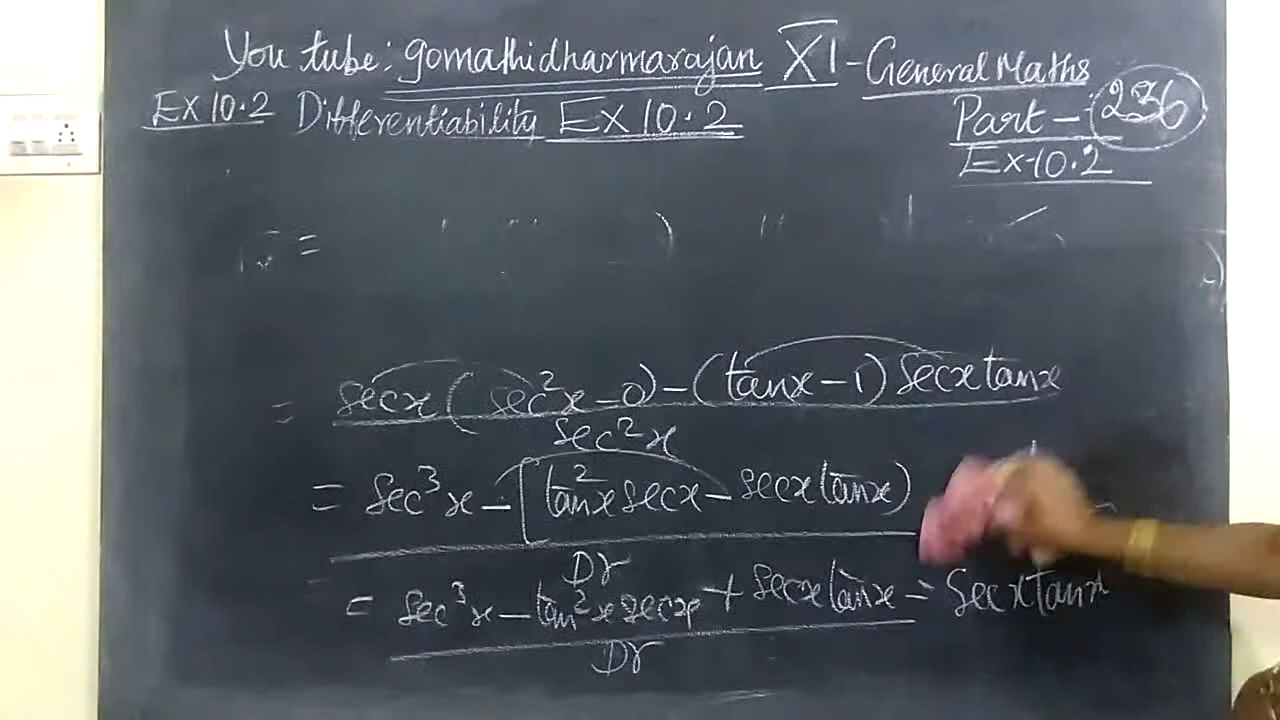 You tube: gomathidharmarajan XI - General Maths
Ex 10.2 Differentiability Ex 10.2 Part - 236
Ex-10.2
=
= secx (sec²x - 0) - (tanx - 1) secx tanx
sec²x
= sec³x - [tan²x secx - secx tanx)
Dr
= sec³x - tan²x secx + secx tanx = secx tanx
Dr